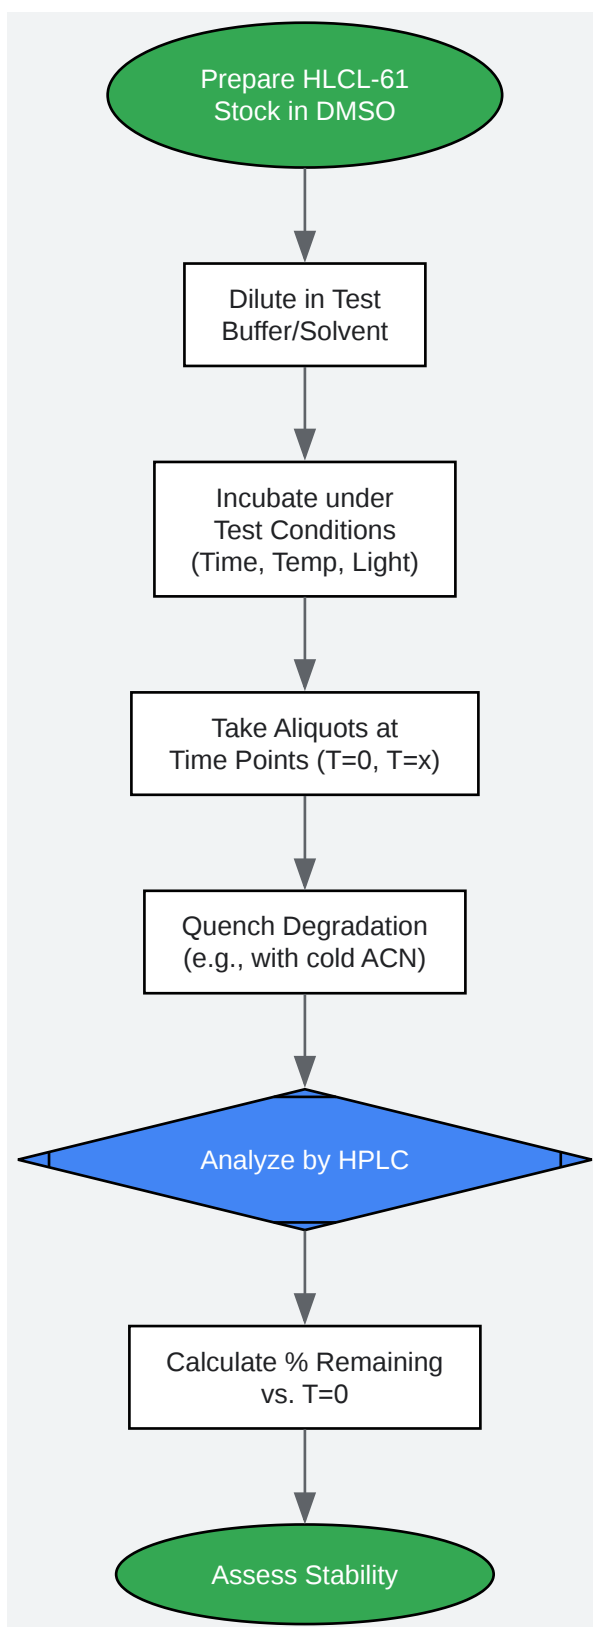 Prepare HLCL-61
Stock in DMSO
Dilute in Test
Buffer/Solvent
Incubate under
Test Conditions
(Time, Temp, Light)
Take Aliquots at
Time Points (T=0, T=x)
Quench Degradation
(e.g., with cold ACN)
Analyze by HPLC
Calculate % Remaining
vs. T=0
Assess Stability